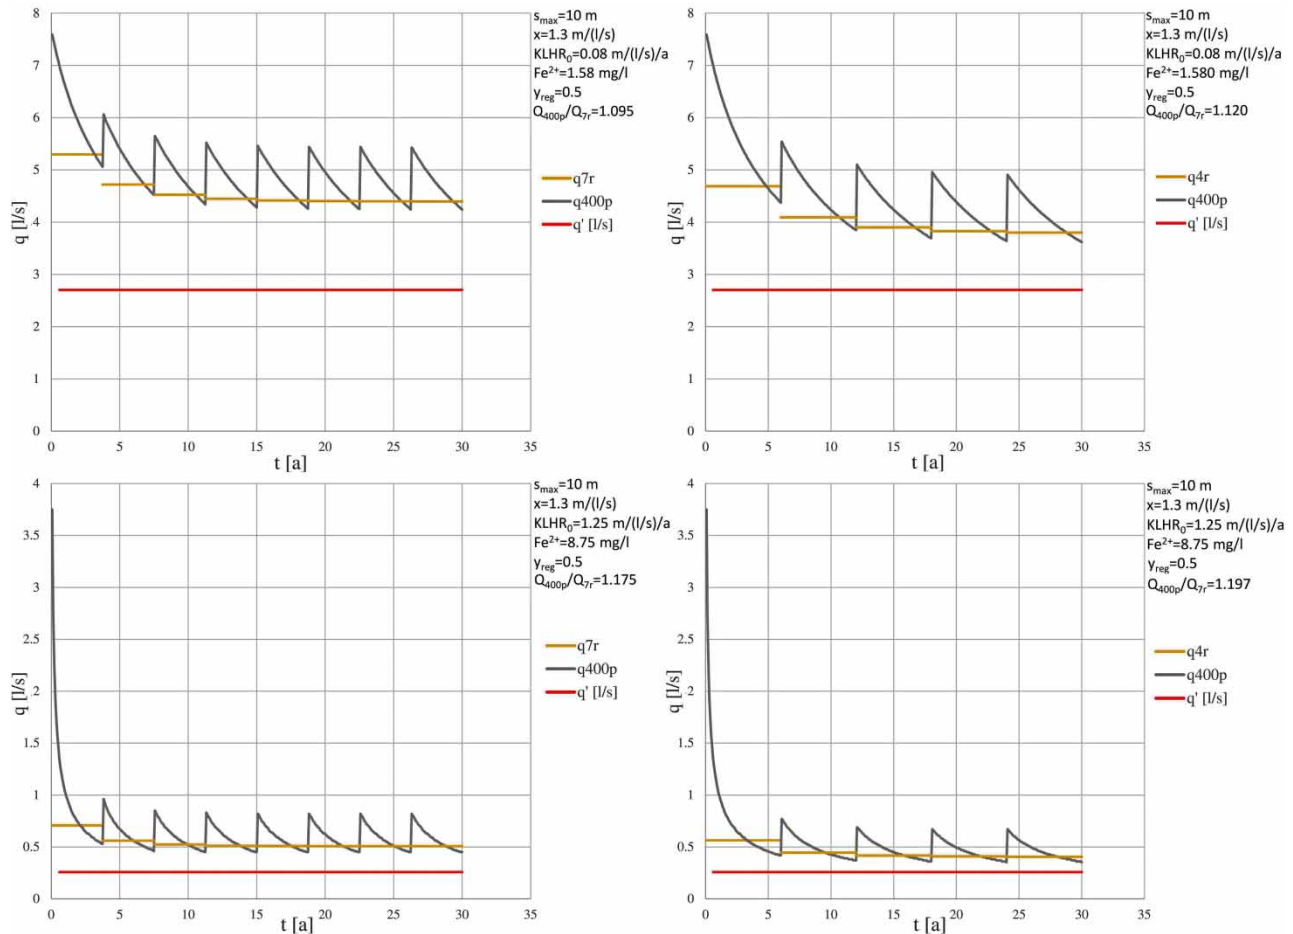 8
7
6
5
4
3
2
1
0
q [l/s]
0 5 10 15 20 25 30 35
t [a]
s_max=10 m
x=1.3 m/(l/s)
KLHR₀=0.08 m/(l/s)/a
Fe²⁺=1.58 mg/l
y_reg=0.5
Q_400p/Q_7r=1.095
q7r
q400p
q' [l/s]
8
7
6
5
4
3
2
1
0
q [l/s]
0 5 10 15 20 25 30 35
t [a]
s_max=10 m
x=1.3 m/(l/s)
KLHR₀=0.08 m/(l/s)/a
Fe²⁺=1.580 mg/l
y_reg=0.5
Q_400p/Q_7r=1.120
q4r
q400p
q' [l/s]
4
3.5
3
2.5
2
1.5
1
0.5
0
q [l/s]
0 5 10 15 20 25 30 35
t [a]
s_max=10 m
x=1.3 m/(l/s)
KLHR₀=1.25 m/(l/s)/a
Fe²⁺=8.75 mg/l
y_reg=0.5
Q_400p/Q_7r=1.175
q7r
q400p
q' [l/s]
4
3.5
3
2.5
2
1.5
1
0.5
0
q [l/s]
0 5 10 15 20 25 30 35
t [a]
s_max=10 m
x=1.3 m/(l/s)
KLHR₀=1.25 m/(l/s)/a
Fe²⁺=8.75 mg/l
y_reg=0.5
Q_400p/Q_7r=1.197
q4r
q400p
q' [l/s]